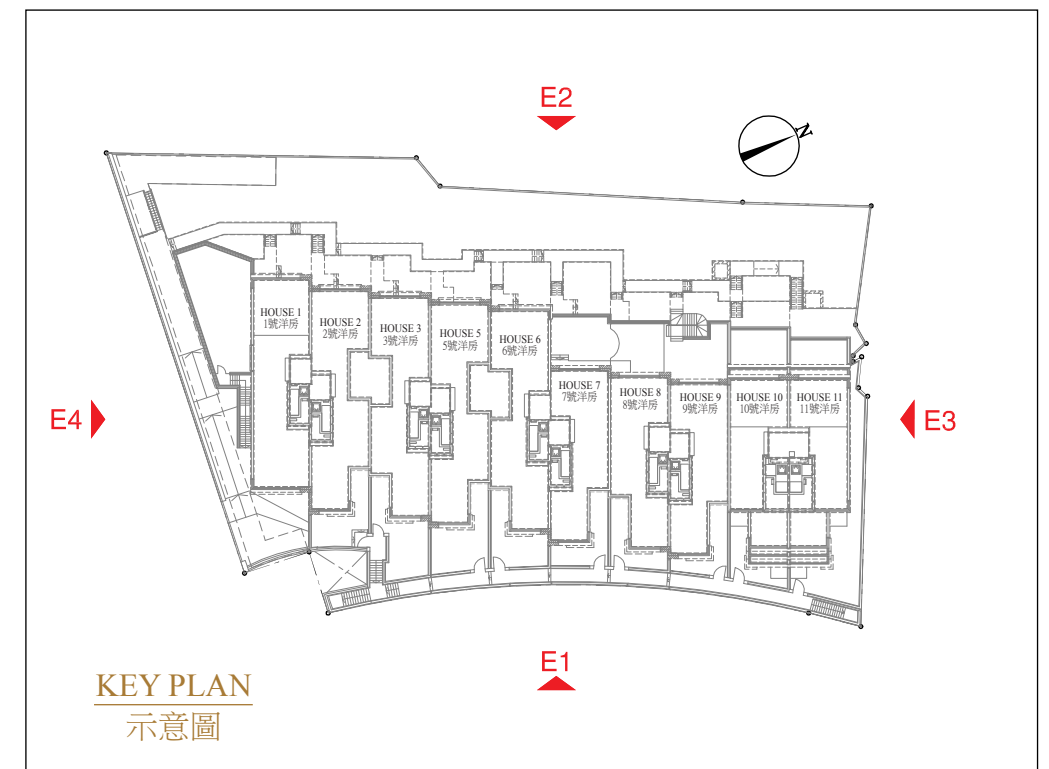 E2
N
HOUSE 1
1號洋房
HOUSE 2
2號洋房
HOUSE 3
3號洋房
HOUSE 5
5號洋房
HOUSE 6
6號洋房
HOUSE 7
7號洋房
HOUSE 8
8號洋房
HOUSE 9
9號洋房
HOUSE 10
10號洋房
HOUSE 11
11號洋房
E4
E3
E1
KEY PLAN
示意圖